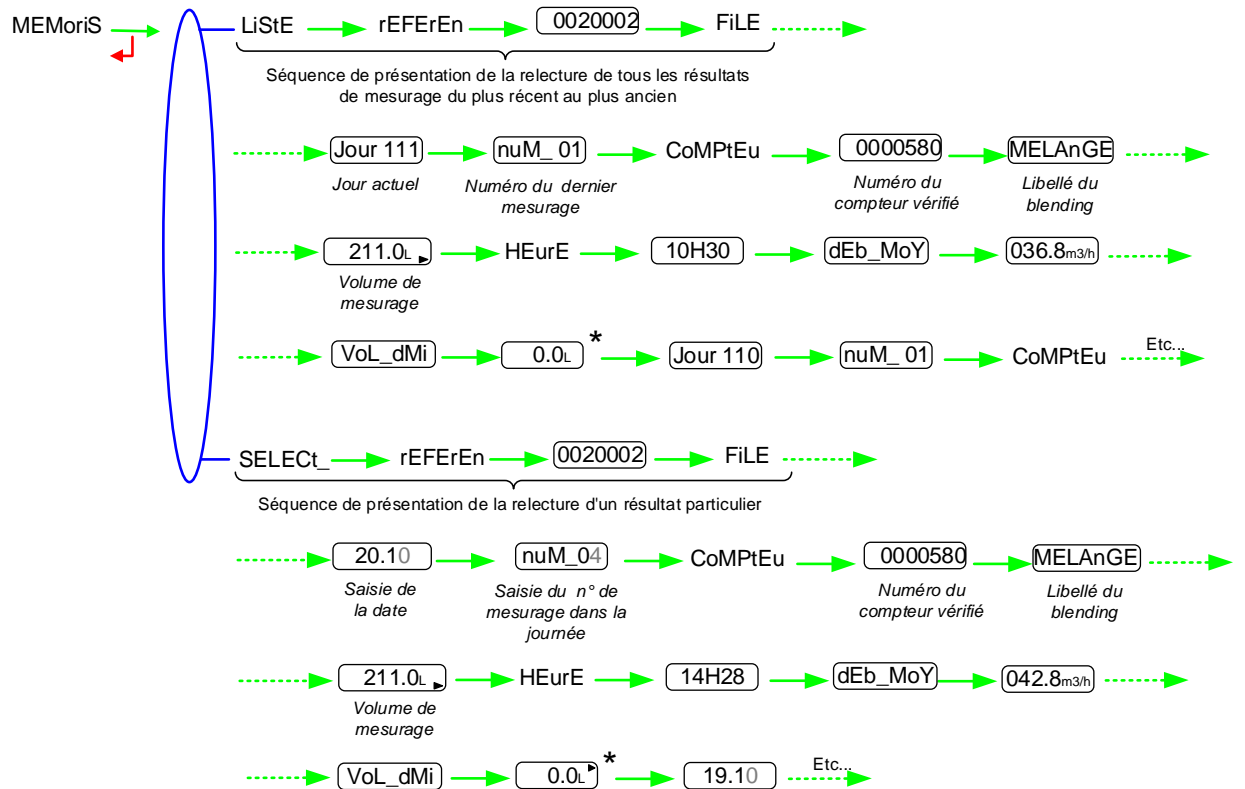 MEMoriS LiStE rEFErEn 0020002 FiLE
Séquence de présentation de la relecture de tous les résultats
de mesurage du plus récent au plus ancien
Jour 111 nuM_ 01 CoMPtEu 0000580 MELAnGE
Jour actuel
Numéro du dernier
mesurage
Numéro du
compteur vérifié
Libellé du
blending
211.0L HEurE 10H30 dEb_MoY 036.8m3/h
Volume de
mesurage
VoL_dMi 0.0L * Jour 110 nuM_ 01 CoMPtEu Etc...
SELECt_ rEFErEn 0020002 FiLE
Séquence de présentation de la relecture d'un résultat particulier
20.10 nuM_04 CoMPtEu 0000580 MELAnGE
Saisie de
la date
Saisie du n° de
mesurage dans la
journée
Numéro du
compteur vérifié
Libellé du
blending
211.0L HEurE 14H28 dEb_MoY 042.8m3/h
Volume de
mesurage
VoL_dMi 0.0L * 19.10 Etc...